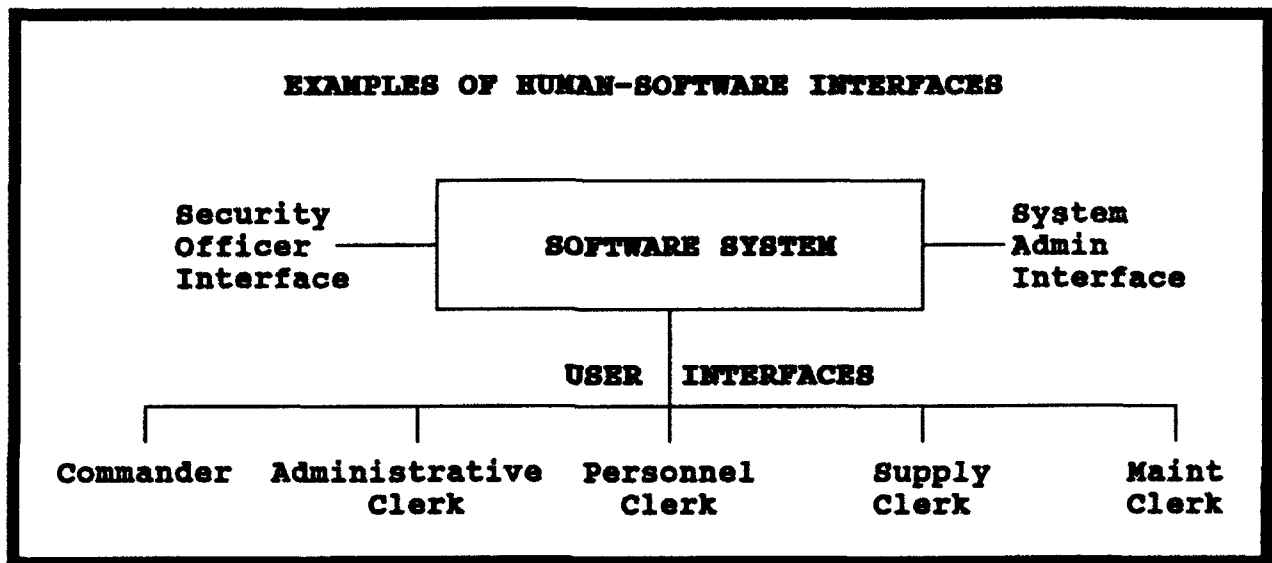 EXAMPLES OF HUMAN-SOFTWARE INTERFACES
Security
Officer
Interface
SOFTWARE SYSTEM
System
Admin
Interface
USER INTERFACES
Commander
Administrative
Clerk
Personnel
Clerk
Supply
Clerk
Maint
Clerk